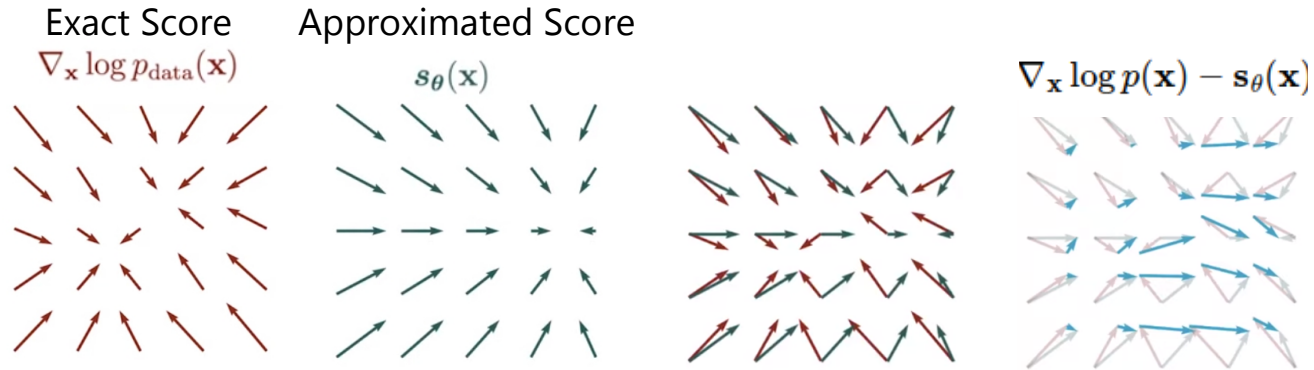 Exact Score
∇ₓ log p_data(x)
Approximated Score
s_θ(x)
∇ₓ log p(x) − s_θ(x)